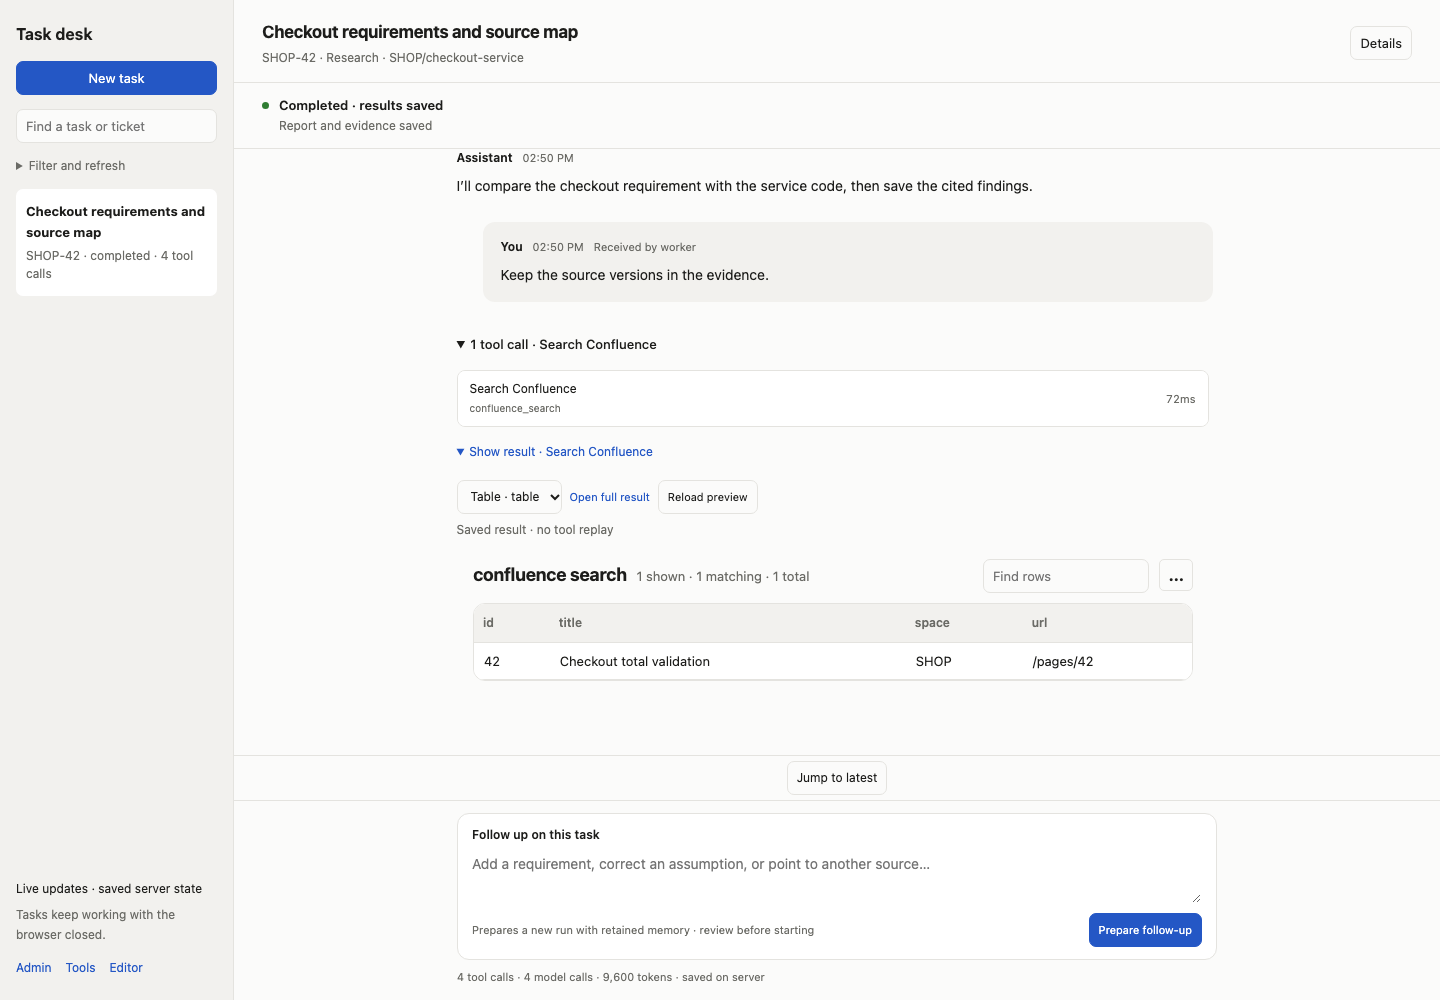 Task desk
New task
Find a task or ticket
Filter and refresh
Checkout requirements and
source map
SHOP-42 · completed · 4 tool
calls
Live updates · saved server state
Tasks keep working with the
browser closed.
Admin Tools Editor
Checkout requirements and source map
SHOP-42 · Research · SHOP/checkout-service
Details
Completed · results saved
Report and evidence saved
Assistant 02:50 PM
I’ll compare the checkout requirement with the service code, then save the cited findings.
You 02:50 PM Received by worker
Keep the source versions in the evidence.
1 tool call · Search Confluence
Search Confluence
confluence_search
72ms
Show result · Search Confluence
Table · table Open full result Reload preview
Saved result · no tool replay
confluence search 1 shown · 1 matching · 1 total
Find rows ...
id title space url
42 Checkout total validation SHOP /pages/42
Jump to latest
Follow up on this task
Add a requirement, correct an assumption, or point to another source...
Prepares a new run with retained memory · review before starting
Prepare follow-up
4 tool calls · 4 model calls · 9,600 tokens · saved on server